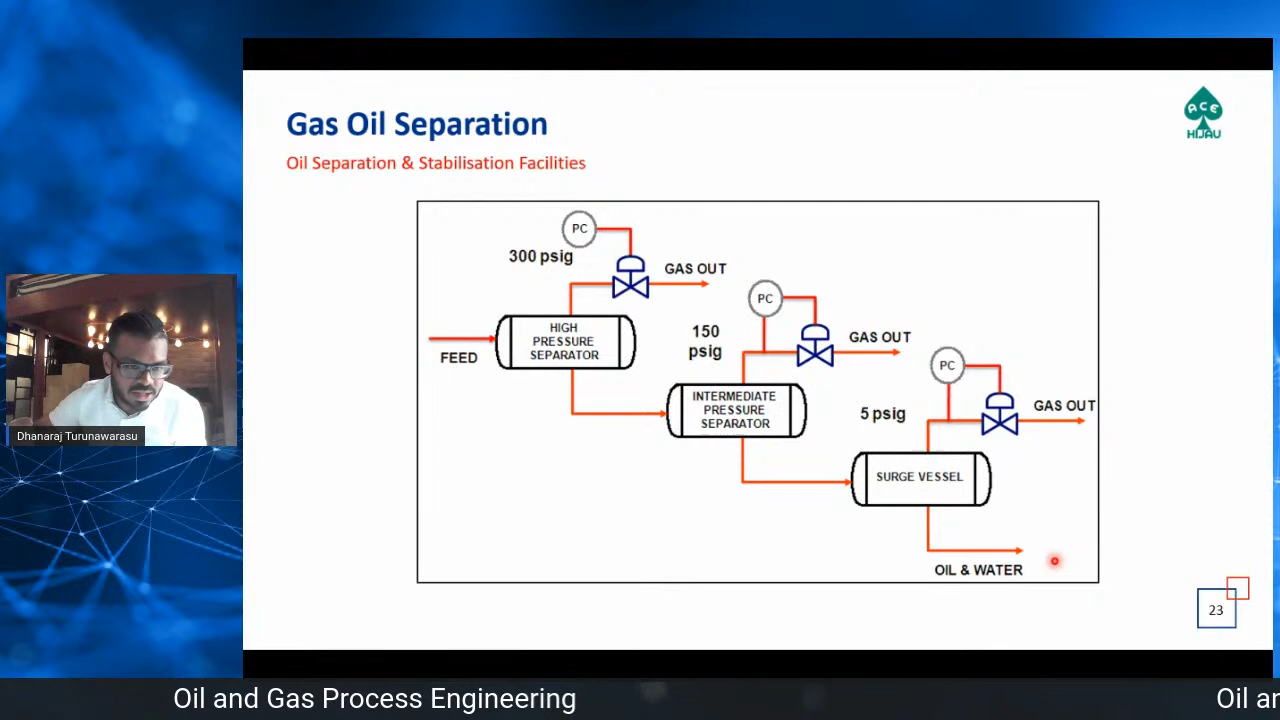 Gas Oil Separation
Oil Separation & Stabilisation Facilities
ACE
HIJAU
PC
300 psig
GAS OUT
FEED
HIGH
PRESSURE
SEPARATOR
PC
150
psig
GAS OUT
INTERMEDIATE
PRESSURE
SEPARATOR
PC
5 psig
GAS OUT
SURGE VESSEL
OIL & WATER
23
Dhanaraj Turunawarasu
Oil and Gas Process Engineering
Oil ar